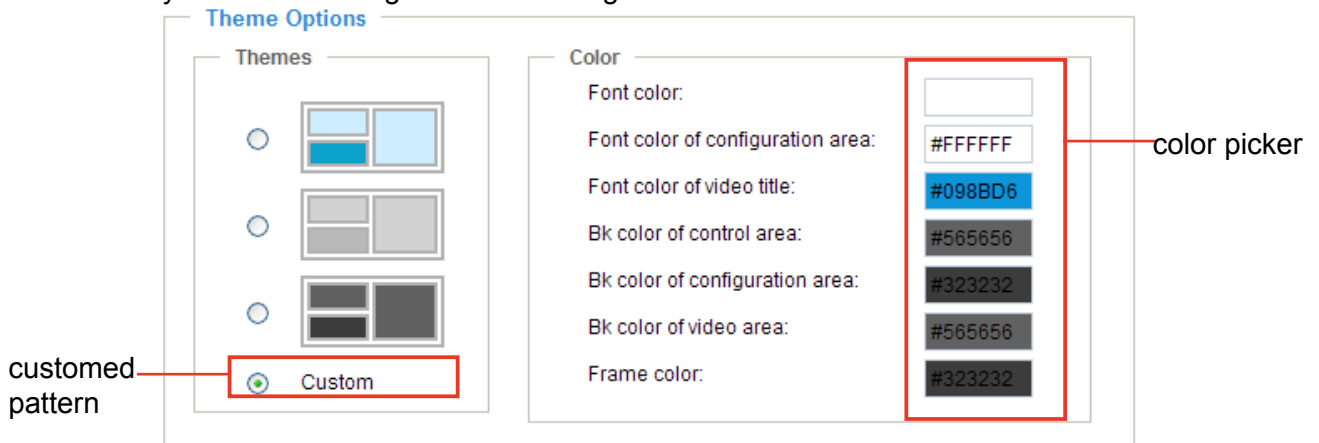 Theme Options
Themes
Custom
customed
pattern
Color
Font color:
Font color of configuration area: #FFFFFF
Font color of video title: #098BD6
Bk color of control area: #565656
Bk color of configuration area: #323232
Bk color of video area: #565656
Frame color: #323232
color picker